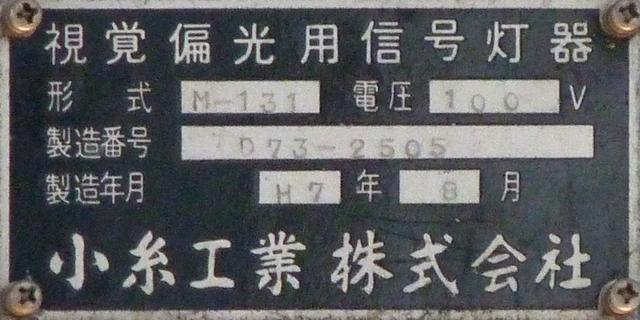 視覚偏光用信号灯器
形式 M-131 電圧 100 V
製造番号 D73-2505
製造年月 H7 年 8 月
小糸工業株式会社